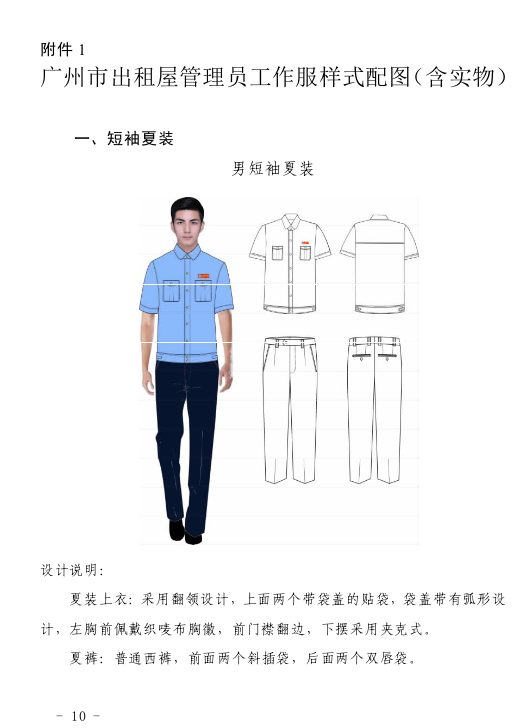 附件 1
广州市出租屋管理员工作服样式配图(含实物)
一、短袖夏装
男短袖夏装
设计说明：
夏装上衣：采用翻领设计，上面两个带袋盖的贴袋，袋盖带有弧形设
计，左胸前佩戴织唛布胸徽，前门襟翻边，下摆采用夹克式。
夏裤：普通西裤，前面两个斜插袋，后面两个双唇袋。
- 10 -